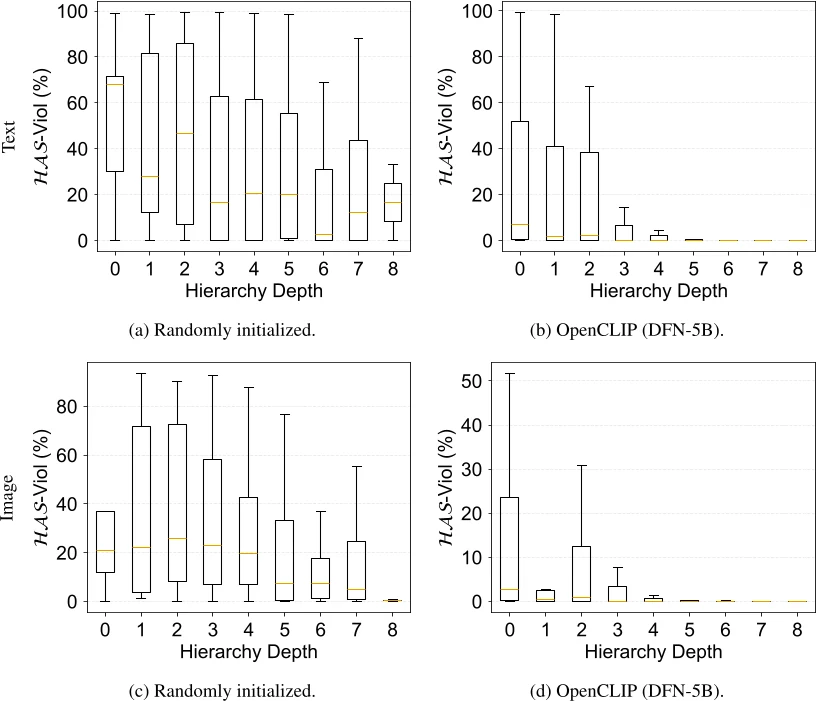 Text
HAS-Viol (%)
100
80
60
40
20
0
0 1 2 3 4 5 6 7 8
Hierarchy Depth
(a) Randomly initialized.
HAS-Viol (%)
100
80
60
40
20
0
0 1 2 3 4 5 6 7 8
Hierarchy Depth
(b) OpenCLIP (DFN-5B).
Image
HAS-Viol (%)
80
60
40
20
0
0 1 2 3 4 5 6 7 8
Hierarchy Depth
(c) Randomly initialized.
HAS-Viol (%)
50
40
30
20
10
0
0 1 2 3 4 5 6 7 8
Hierarchy Depth
(d) OpenCLIP (DFN-5B).